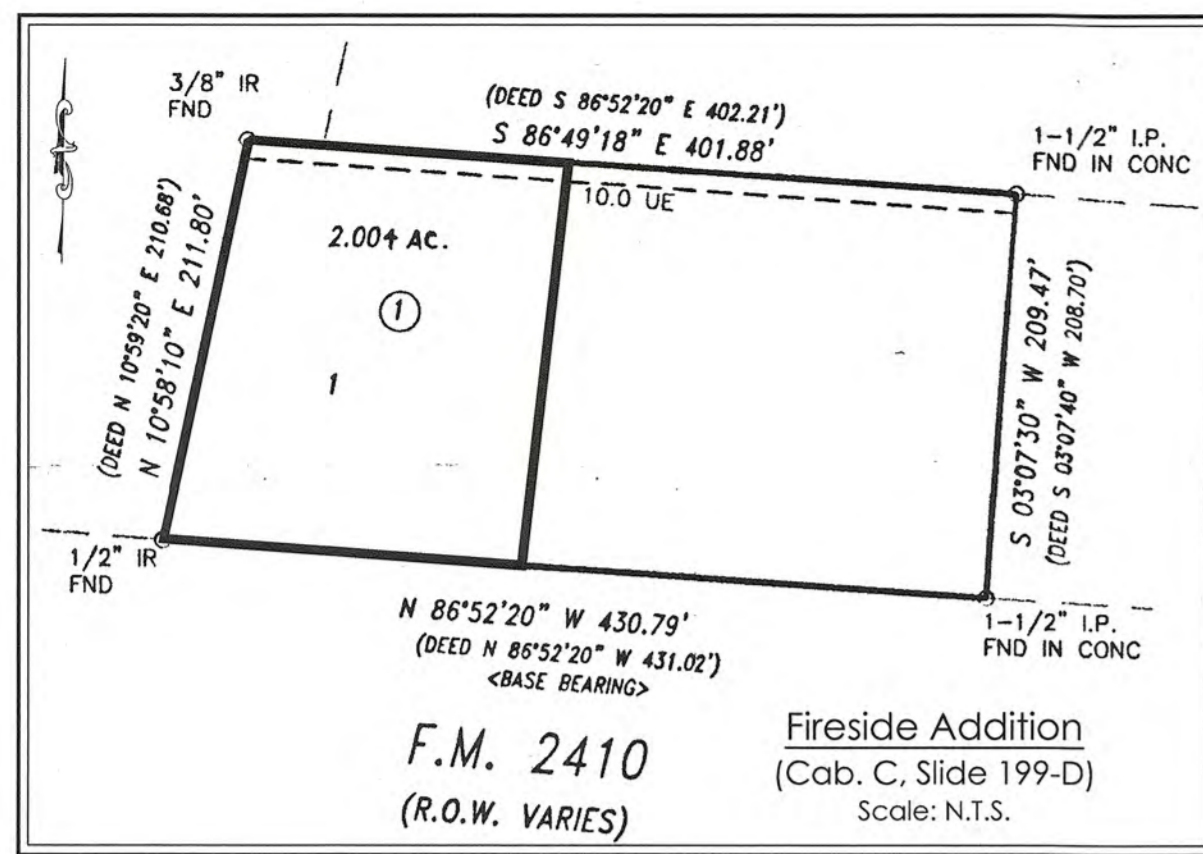 3/8" IR
FND
(DEED S 86°52'20" E 402.21')
S 86°49'18" E 401.88'
1-1/2" I.P.
FND IN CONC
10.0 UE
2.004 AC.
1
1
(DEED N 10°59'20" E 210.68')
N 10°58'10" E 211.80'
S 03°07'30" W 209.47'
(DEED S 03°07'40" W 208.70')
1/2" IR
FND
N 86°52'20" W 430.79'
(DEED N 86°52'20" W 431.02')
<BASE BEARING>
1-1/2" I.P.
FND IN CONC
F.M. 2410
(R.O.W. VARIES)
Fireside Addition
(Cab. C, Slide 199-D)
Scale: N.T.S.